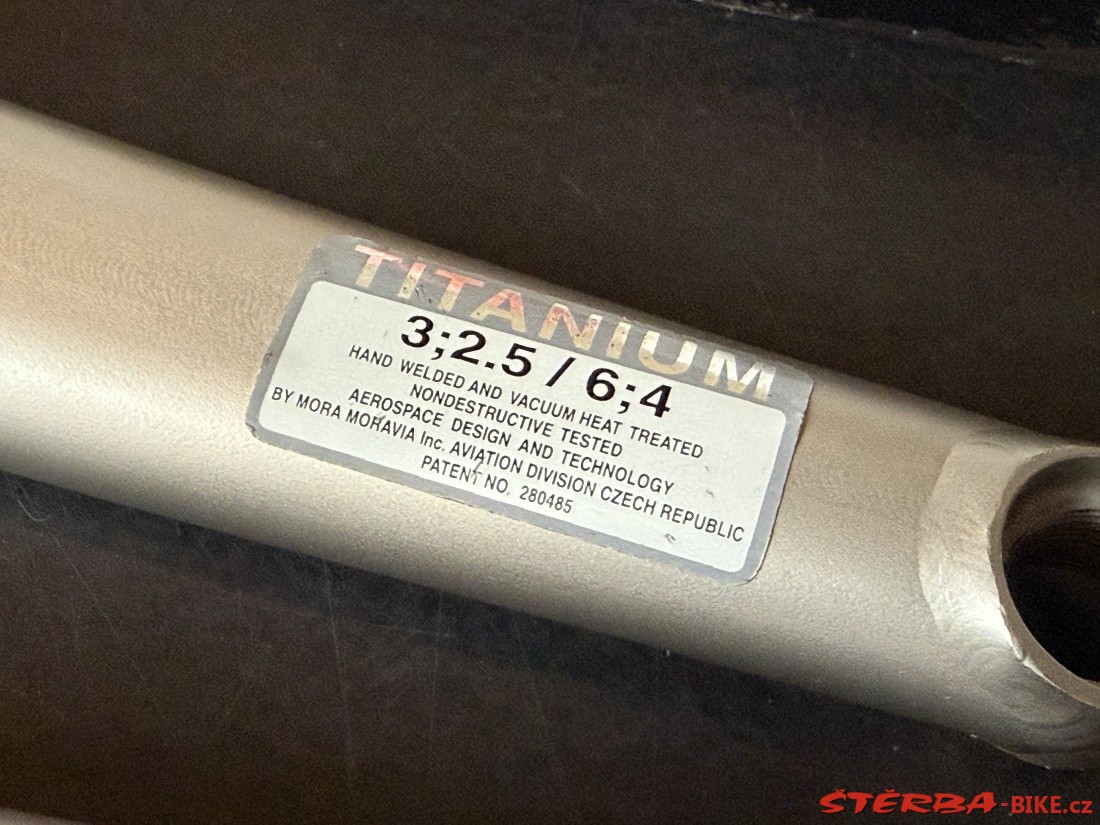 TITANIUM
3;2.5 / 6;4
HAND WELDED AND VACUUM HEAT TREATED
NONDESTRUCTIVE TESTED
AEROSPACE DESIGN AND TECHNOLOGY
BY MORA MORAVIA Inc. AVIATION DIVISION CZECH REPUBLIC
PATENT NO. 280485
ŠTĚRBA-BIKE.cz